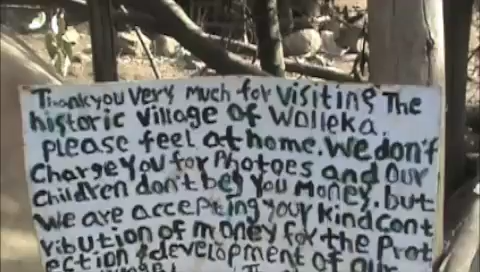 Thank you very much for visiting The
historic village of Wolleka.
please feel at home. We don't
charge you for Photoes and our
children don't beg you money. but
we are accepting your kind cont
ribution of money for the Prot
ection & development of our